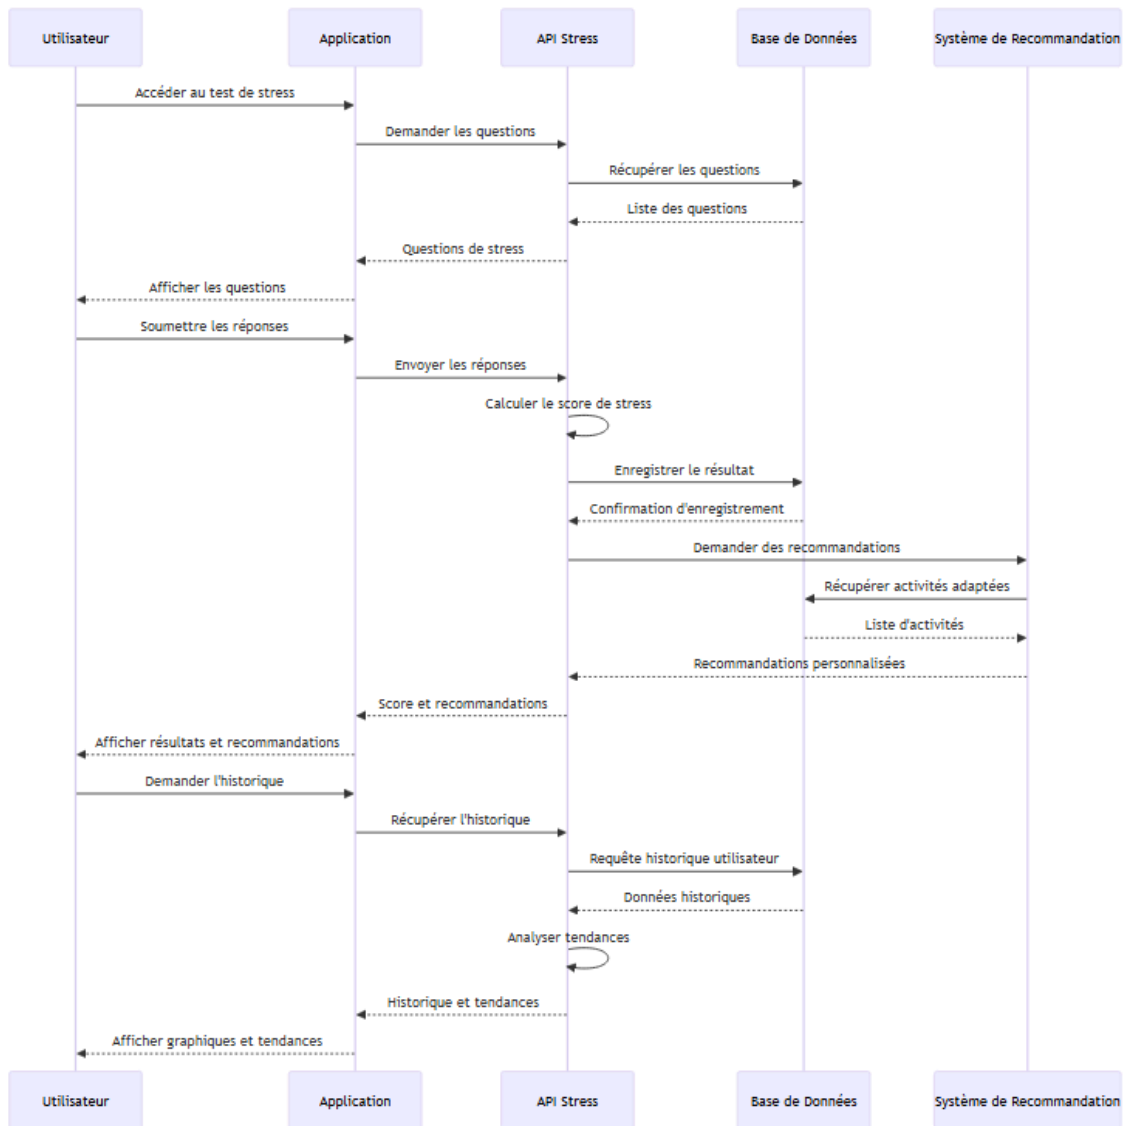 Utilisateur
Application
API Stress
Base de Données
Système de Recommandation
Accéder au test de stress
Demander les questions
Récupérer les questions
Liste des questions
Questions de stress
Afficher les questions
Soumettre les réponses
Envoyer les réponses
Calculer le score de stress
Enregistrer le résultat
Confirmation d'enregistrement
Demander des recommandations
Récupérer activités adaptées
Liste d'activités
Recommandations personnalisées
Score et recommandations
Afficher résultats et recommandations
Demander l'historique
Récupérer l'historique
Requête historique utilisateur
Données historiques
Analyser tendances
Historique et tendances
Afficher graphiques et tendances
Utilisateur
Application
API Stress
Base de Données
Système de Recommandation